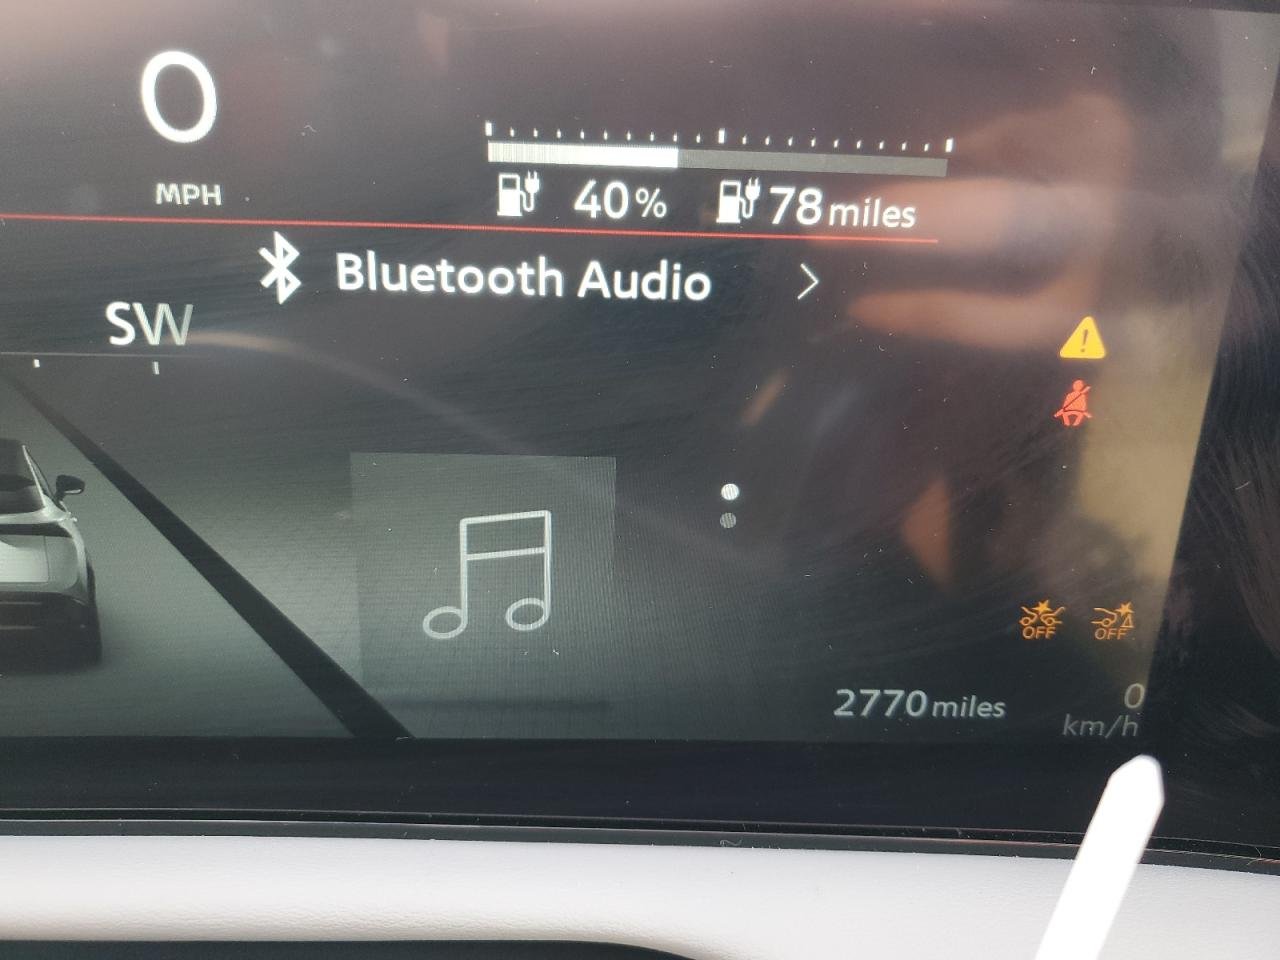 0
MPH
40% 78 miles
Bluetooth Audio
SW
OFF OFF
2770 miles
0
km/h